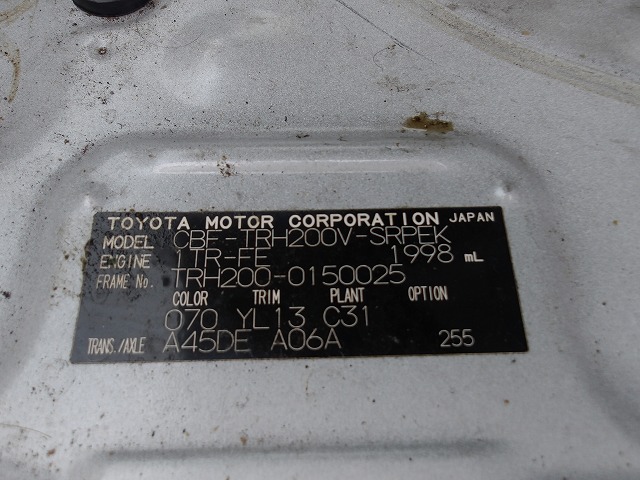 TOYOTA MOTOR CORPORATION JAPAN
MODEL CBF-TRH200V-SRPEK
ENGINE 1TR-FE 1998 mL
FRAME No. TRH200-0150025
COLOR TRIM PLANT OPTION
070 YL13 C31
TRANS./AXLE A45DE A06A 255